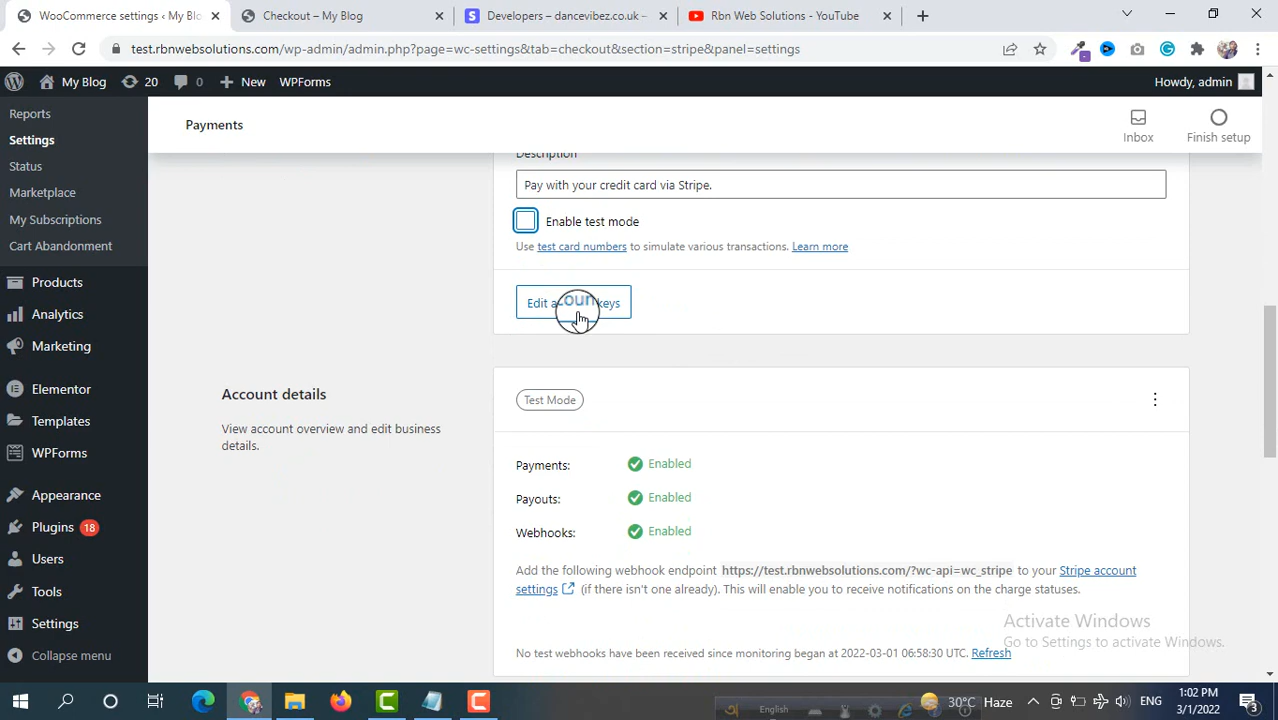 WooCommerce settings ‹ My Blo
Checkout – My Blog
Developers – dancevibez.co.uk –
Rbn Web Solutions - YouTube
test.rbnwebsolutions.com/wp-admin/admin.php?page=wc-settings&tab=checkout&section=stripe&panel=settings
My Blog
20
0
New
WPForms
Howdy, admin
Reports
Settings
Status
Marketplace
My Subscriptions
Cart Abandonment
Products
Analytics
Marketing
Elementor
Templates
WPForms
Appearance
Plugins 18
Users
Tools
Settings
Collapse menu
Payments
Inbox
Finish setup
Description
Pay with your credit card via Stripe.
Enable test mode
Use test card numbers to simulate various transactions. Learn more
Edit account keys
Account details
View account overview and edit business
details.
Test Mode
Payments: Enabled
Payouts: Enabled
Webhooks: Enabled
Add the following webhook endpoint https://test.rbnwebsolutions.com/?wc-api=wc_stripe to your Stripe account
settings (if there isn't one already). This will enable you to receive notifications on the charge statuses.
No test webhooks have been received since monitoring began at 2022-03-01 06:58:30 UTC. Refresh
Activate Windows
Go to Settings to activate Windows.
English
30°C Haze
ENG
1:02 PM
3/1/2022
3